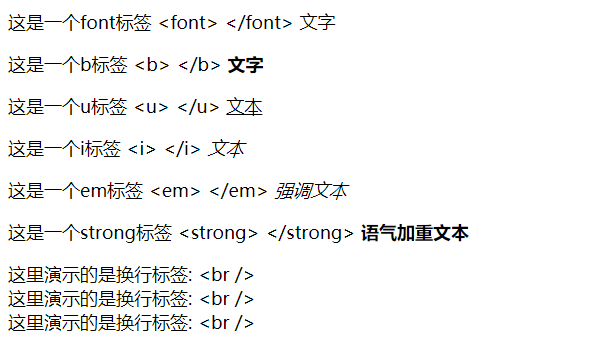 这是一个font标签 <font> </font> 文字
这是一个b标签 <b> </b> 文字
这是一个u标签 <u> </u> 文本
这是一个i标签 <i> </i> 文本
这是一个em标签 <em> </em> 强调文本
这是一个strong标签 <strong> </strong> 语气加重文本
这里演示的是换行标签: <br />
这里演示的是换行标签: <br />
这里演示的是换行标签: <br />